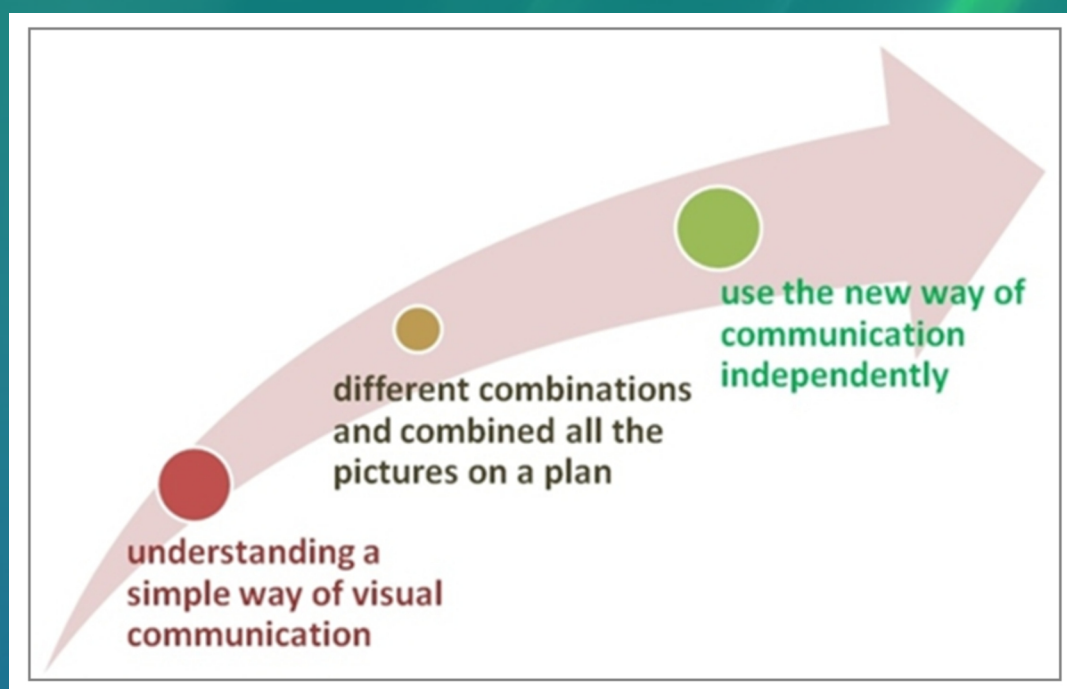 understanding a
simple way of visual
communication
different combinations
and combined all the
pictures on a plan
use the new way of
communication
independently